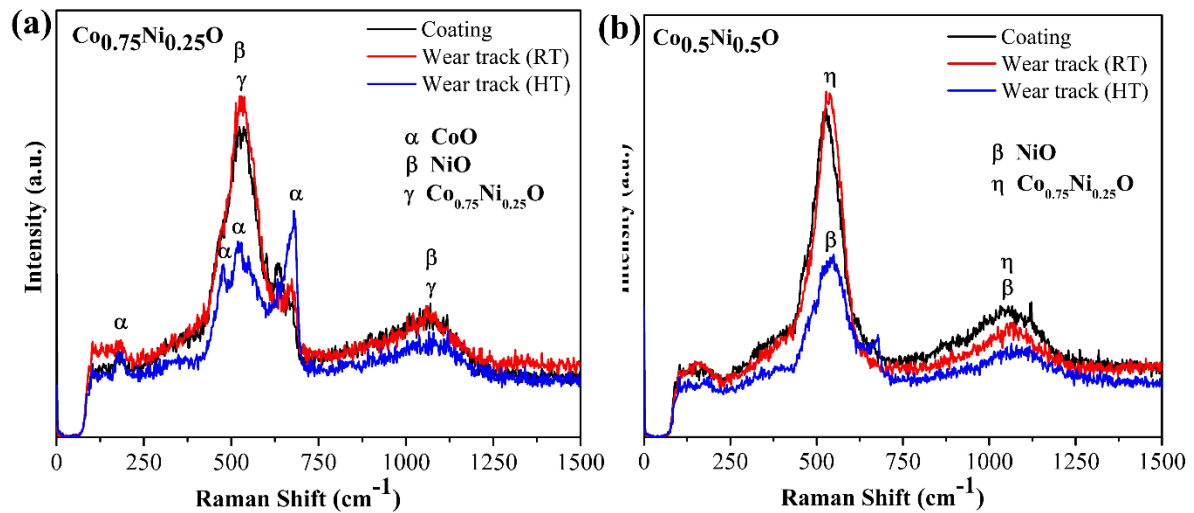 (a)
Co0.75Ni0.25O
Coating
Wear track (RT)
Wear track (HT)
β
γ
α CoO
β NiO
γ Co0.75Ni0.25O
α
α
α
α
β
γ
Intensity (a.u.)
0 250 500 750 1000 1250 1500
Raman Shift (cm-1)
(b)
Co0.5Ni0.5O
Coating
Wear track (RT)
Wear track (HT)
η
β NiO
η Co0.75Ni0.25O
β
η
β
Intensity (a.u.)
0 250 500 750 1000 1250 1500
Raman Shift (cm-1)